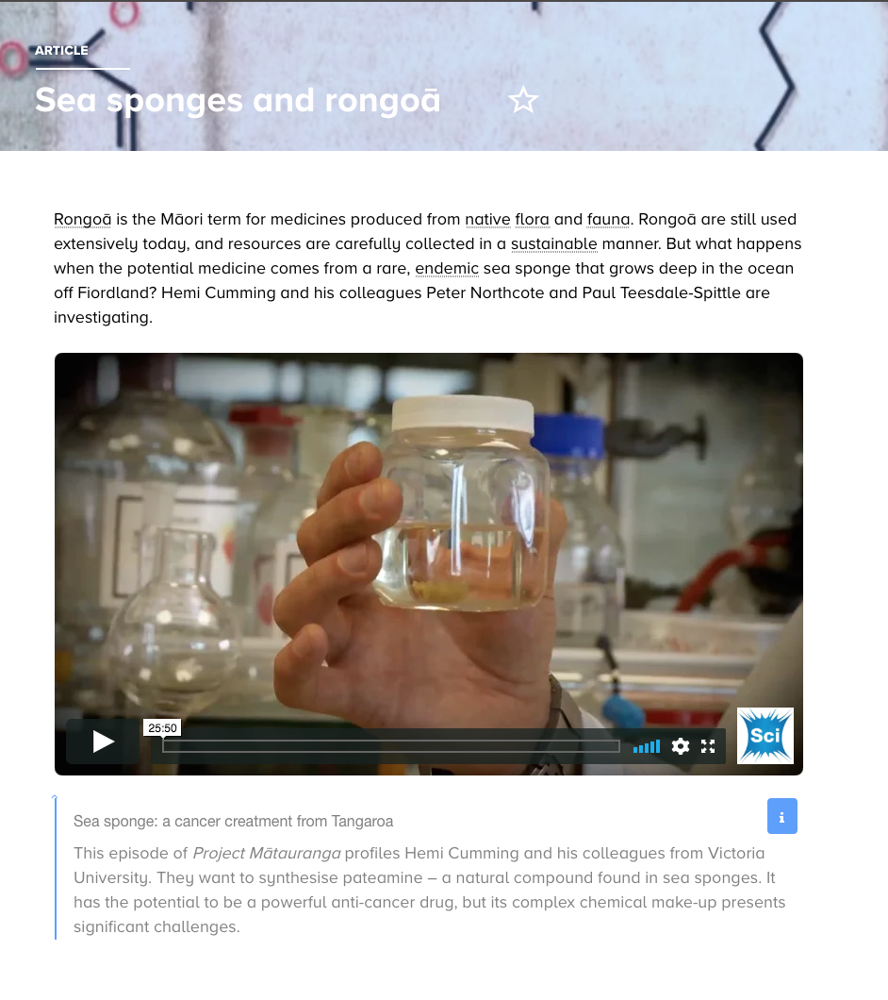 ARTICLE
Sea sponges and rongoā
Rongoā is the Māori term for medicines produced from native flora and fauna. Rongoā are still used
extensively today, and resources are carefully collected in a sustainable manner. But what happens
when the potential medicine comes from a rare, endemic sea sponge that grows deep in the ocean
off Fiordland? Hemi Cumming and his colleagues Peter Northcote and Paul Teesdale-Spittle are
investigating.
25:50
Sci
Sea sponge: a cancer creatment from Tangaroa
i
This episode of Project Mātauranga profiles Hemi Cumming and his colleagues from Victoria
University. They want to synthesise pateamine – a natural compound found in sea sponges. It
has the potential to be a powerful anti-cancer drug, but its complex chemical make-up presents
significant challenges.